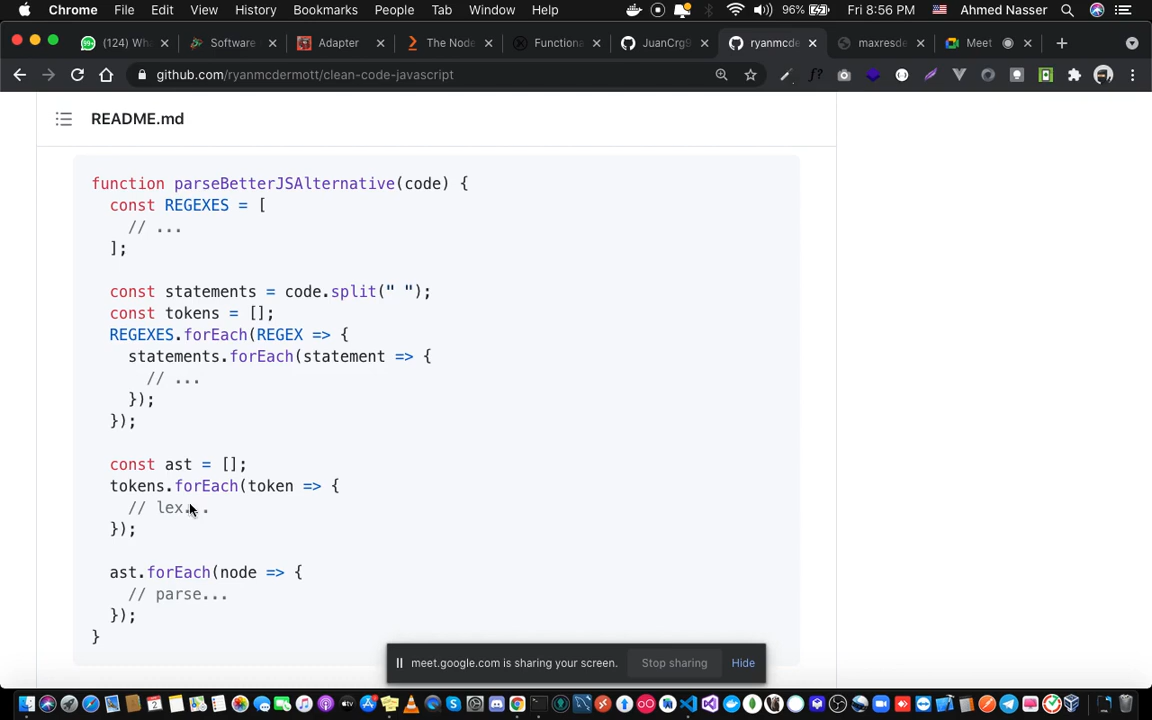 Chrome File Edit View History Bookmarks People Tab Window Help 96% Fri 8:56 PM Ahmed Nasser
(124) Wh Software Adapter The Node Functiona JuanCrg9 ryanmcde maxresde Meet
github.com/ryanmcdermott/clean-code-javascript
README.md
function parseBetterJSAlternative(code) {
const REGEXES = [
// ...
];
const statements = code.split(" ");
const tokens = [];
REGEXES.forEach(REGEX => {
statements.forEach(statement => {
// ...
});
});
const ast = [];
tokens.forEach(token => {
// lex...
});
ast.forEach(node => {
// parse...
});
}
meet.google.com is sharing your screen. Stop sharing Hide